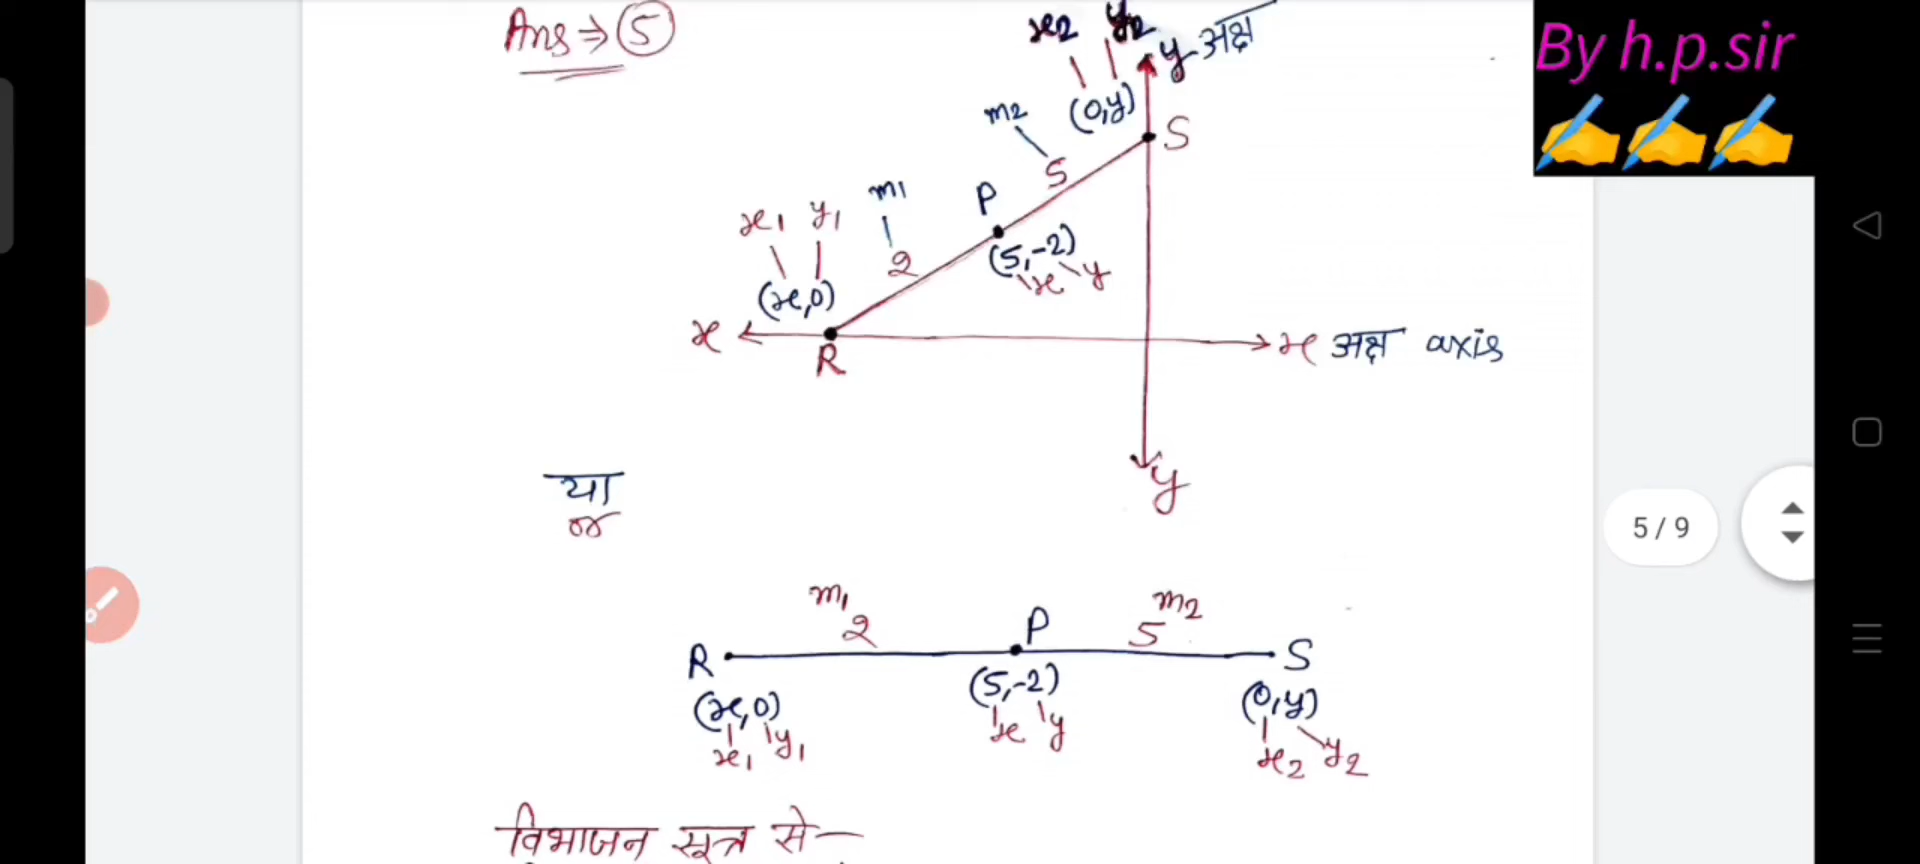 Ans ⇒ 5
x2 y2
y अक्ष
By h.p.sir
(0,y)
m2
S
5
P
m1
x1 y1
(5,-2)
2
x y
(x,0)
x
x अक्ष axis
R
y
या
or
5 / 9
m1 m2
2 P 5
R S
(x,0) (5,-2) (0,y)
x1 y1 x y x2 y2
विभाजन सूत्र से—